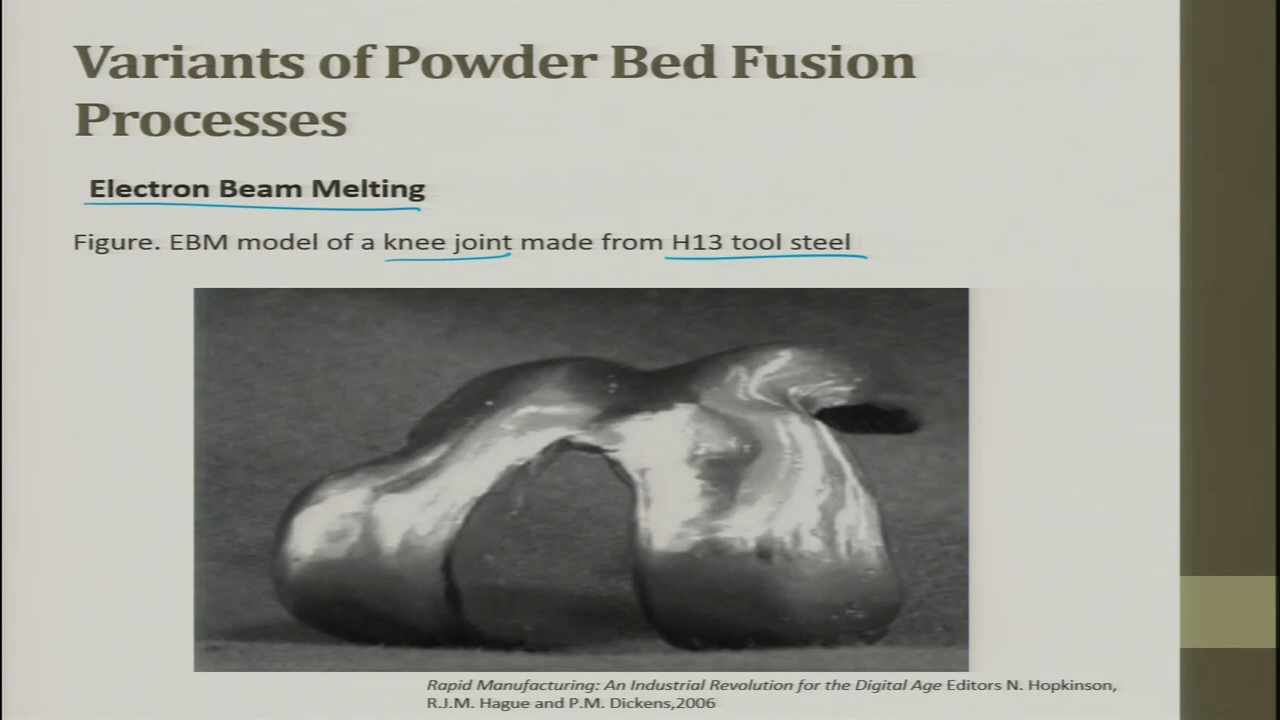 Variants of Powder Bed Fusion
Processes
Electron Beam Melting
Figure. EBM model of a knee joint made from H13 tool steel
Rapid Manufacturing: An Industrial Revolution for the Digital Age Editors N. Hopkinson,
R.J.M. Hague and P.M. Dickens,2006